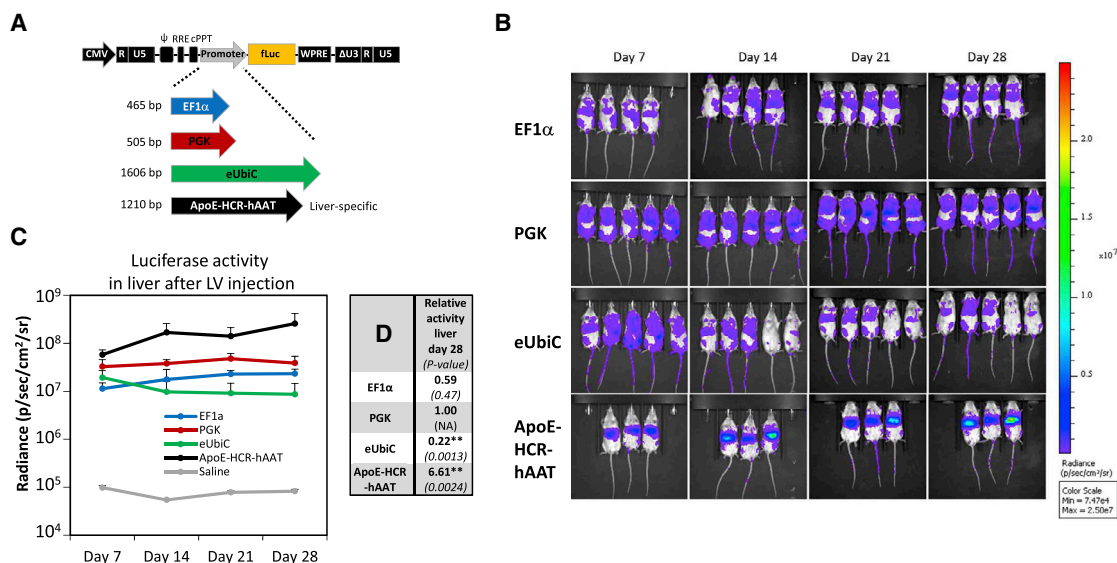 A
ψ
RRE cPPT
CMV R U5 Promoter fLuc WPRE ΔU3 R U5
465 bp EF1α
505 bp PGK
1606 bp eUbiC
1210 bp ApoE-HCR-hAAT Liver-specific
B
Day 7 Day 14 Day 21 Day 28
EF1α
PGK
eUbiC
ApoE-
HCR-
hAAT
2.0
1.5
x10⁷
1.0
0.5
Radiance
(p/sec/cm²/sr)
Color Scale
Min = 7.47e4
Max = 2.50e7
C
Luciferase activity
in liver after LV injection
Radiance (p/sec/cm²/sr)
10⁹
10⁸
10⁷
10⁶
10⁵
10⁴
EF1a
PGK
eUbiC
ApoE-HCR-hAAT
Saline
Day 7 Day 14 Day 21 Day 28
D
Relative
activity
liver
day 28
(P-value)
EF1α 0.59
(0.47)
PGK 1.00
(NA)
eUbiC 0.22**
(0.0013)
ApoE-HCR
-hAAT 6.61**
(0.0024)